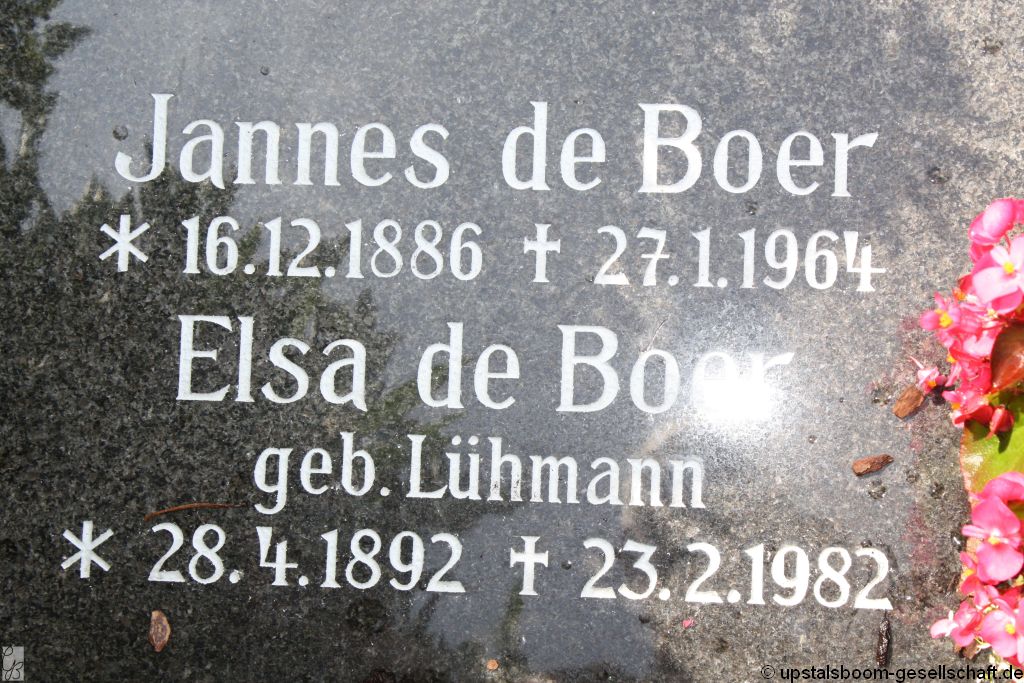 Jannes de Boer
* 16.12.1886 † 27.1.1964
Elsa de Boer
geb. Lühmann
* 28.4.1892 † 23.2.1982
© upstalsboom-gesellschaft.de